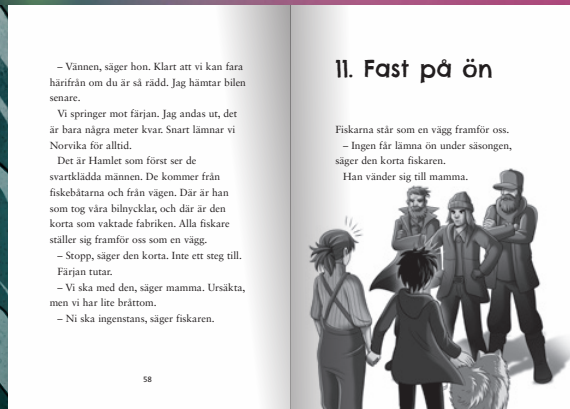 – Vännen, säger hon. Klart att vi kan fara
härifrån om du är så rädd. Jag hämtar bilen
senare.
Vi springer mot färjan. Jag andas ut, det
är bara några meter kvar. Snart lämnar vi
Norvika för alltid.
Det är Hamlet som först ser de
svartklädda männen. De kommer från
fiskebåtarna och från vägen. Där är han
som tog våra bilnycklar, och där är den
korta som vaktade fabriken. Alla fiskare
ställer sig framför oss som en vägg.
– Stopp, säger den korta. Inte ett steg till.
Färjan tutar.
– Vi ska med den, säger mamma. Ursäkta,
men vi har lite bråttom.
– Ni ska ingenstans, säger fiskaren.
58
11. Fast på ön
Fiskarna står som en vägg framför oss.
– Ingen får lämna ön under säsongen,
säger den korta fiskaren.
Han vänder sig till mamma.